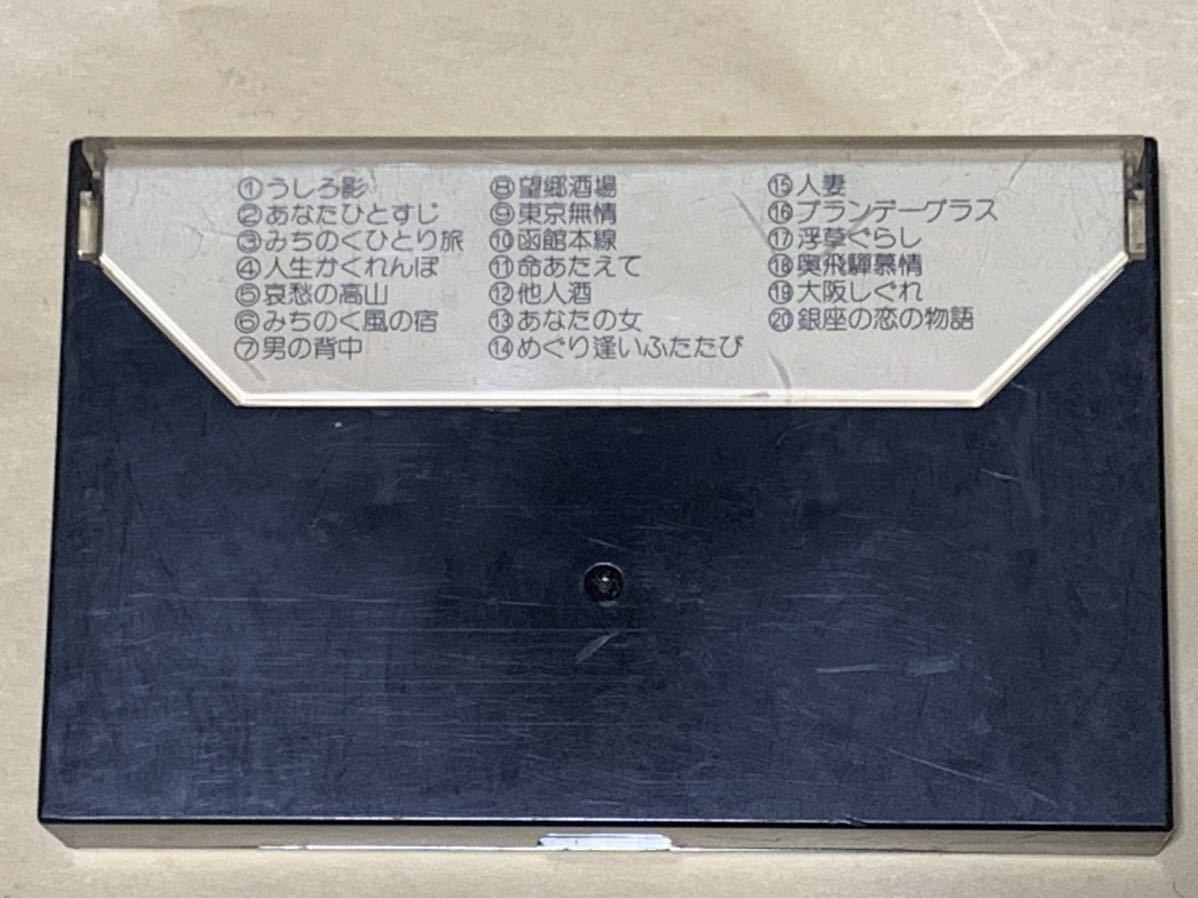 ①うしろ影
②あなたひとすじ
③みちのくひとり旅
④人生かくれんぼ
⑤哀愁の高山
⑥みちのく風の宿
⑦男の背中
⑧望郷酒場
⑨東京無情
⑩函館本線
⑪命あたえて
⑫他人酒
⑬あなたの女
⑭めぐり逢いふたたび
⑮人妻
⑯ブランデーグラス
⑰浮草ぐらし
⑱奥飛騨慕情
⑲大阪しぐれ
⑳銀座の恋の物語